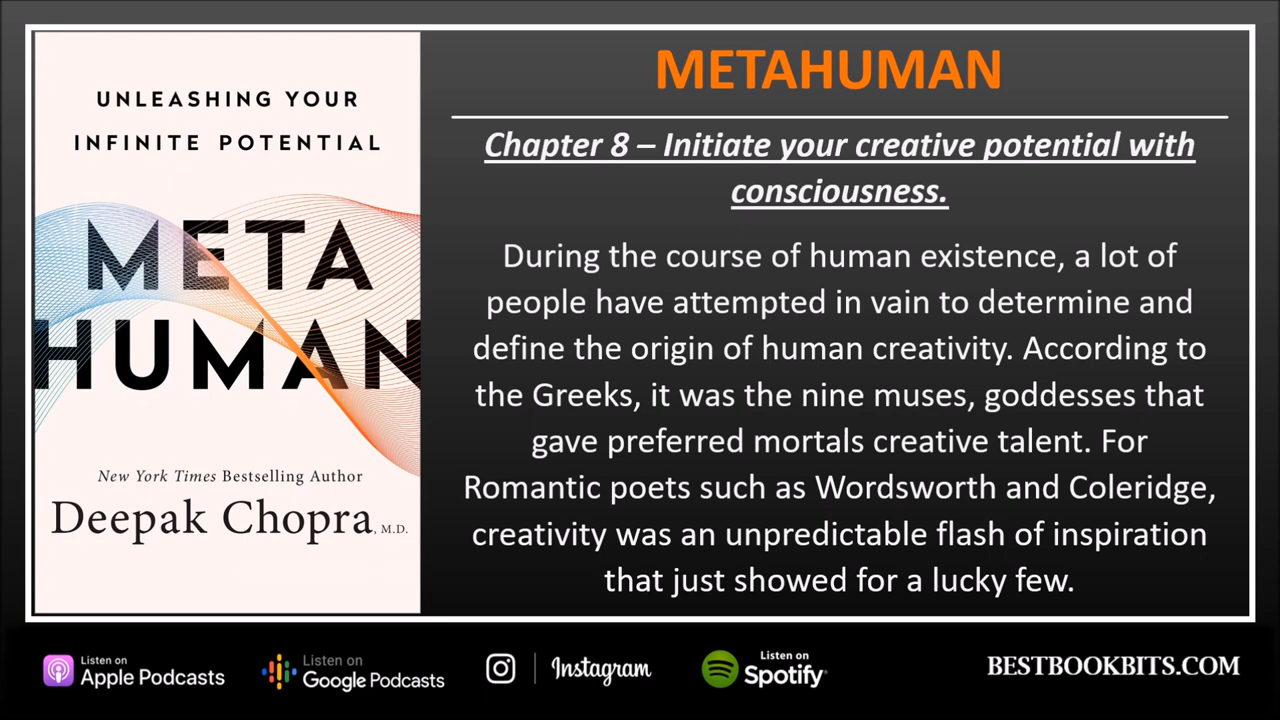 UNLEASHING YOUR
INFINITE POTENTIAL
META
HUMAN
New York Times Bestselling Author
Deepak Chopra, M.D.
METAHUMAN
Chapter 8 – Initiate your creative potential with
consciousness.
During the course of human existence, a lot of
people have attempted in vain to determine and
define the origin of human creativity. According to
the Greeks, it was the nine muses, goddesses that
gave preferred mortals creative talent. For
Romantic poets such as Wordsworth and Coleridge,
creativity was an unpredictable flash of inspiration
that just showed for a lucky few.
Listen on
Apple Podcasts
Listen on
Google Podcasts
Instagram
Listen on
Spotify
BESTBOOKBITS.COM